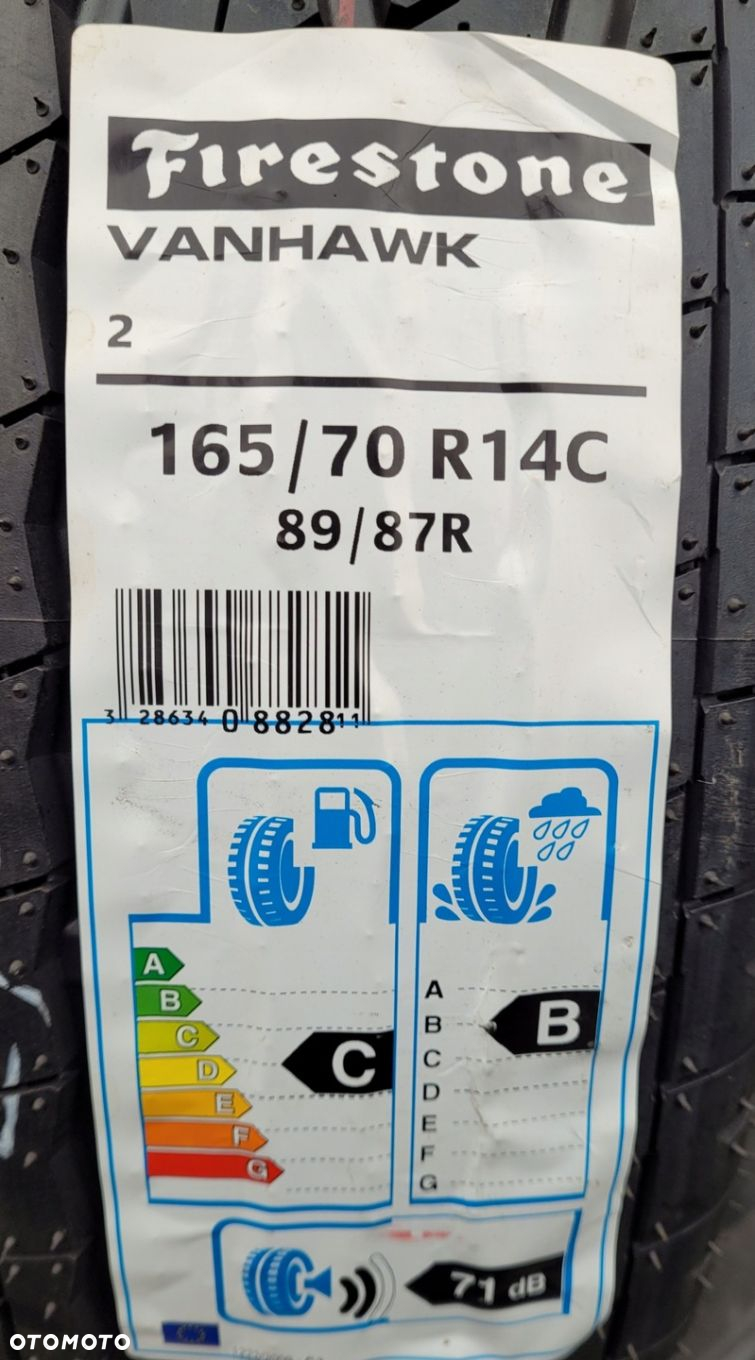 Firestone
VANHAWK
2
165/70 R14C
89/87R
3 286340 882811
A
B
C
D
E
F
G
C
A
B
C
D
E
F
G
B
71 dB
OTOMOTO